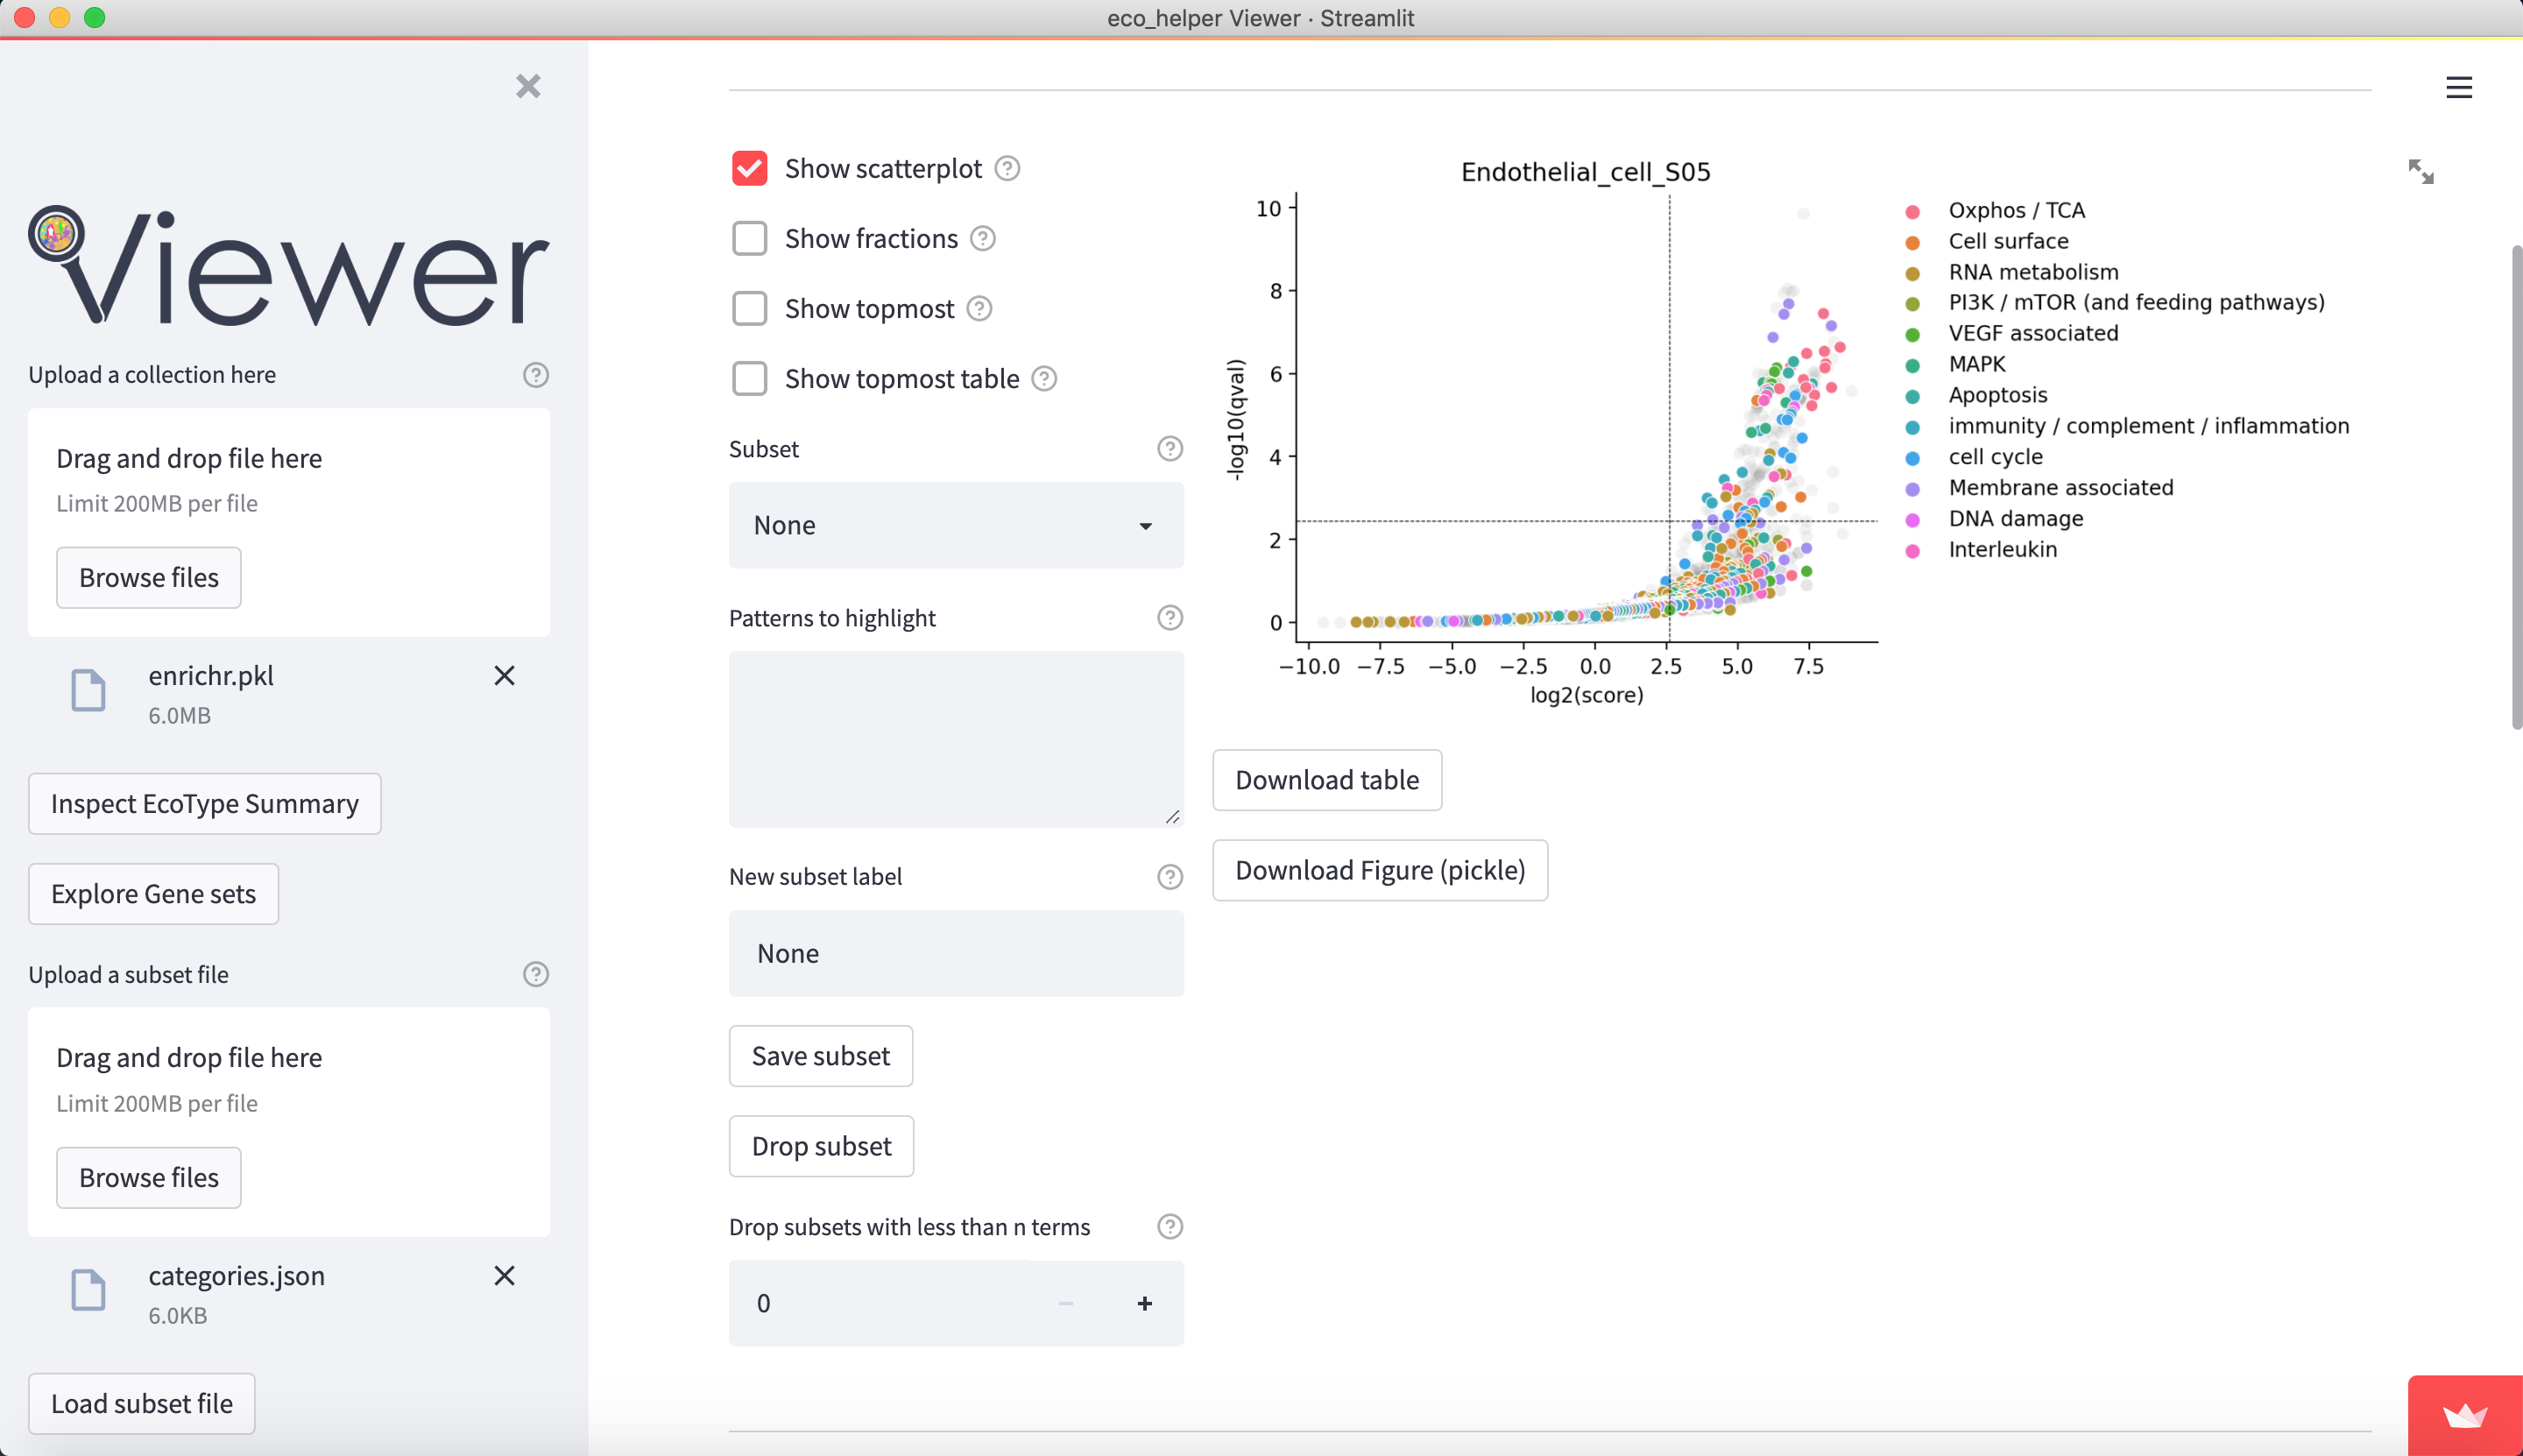 eco_helper Viewer · Streamlit
Viewer
Upload a collection here
Drag and drop file here
Limit 200MB per file
Browse files
enrichr.pkl
6.0MB
Inspect EcoType Summary
Explore Gene sets
Upload a subset file
Drag and drop file here
Limit 200MB per file
Browse files
categories.json
6.0KB
Load subset file
Show scatterplot
Show fractions
Show topmost
Show topmost table
Subset
None
Patterns to highlight
New subset label
None
Save subset
Drop subset
Drop subsets with less than n terms
0
Endothelial_cell_S05
-log10(qval)
10
8
6
4
2
0
−10.0 −7.5 −5.0 −2.5 0.0 2.5 5.0 7.5
log2(score)
Oxphos / TCA
Cell surface
RNA metabolism
PI3K / mTOR (and feeding pathways)
VEGF associated
MAPK
Apoptosis
immunity / complement / inflammation
cell cycle
Membrane associated
DNA damage
Interleukin
Download table
Download Figure (pickle)